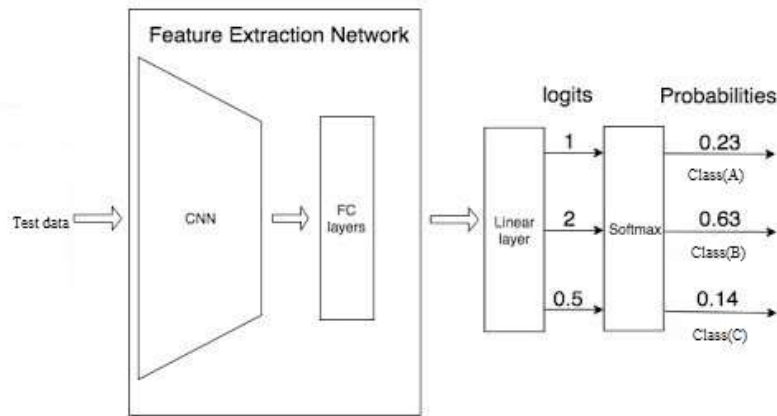 Feature Extraction Network
logits
Probabilities
Test data
CNN
FC
layers
Linear
layer
1
2
0.5
Softmax
0.23
Class(A)
0.63
Class(B)
0.14
Class(C)